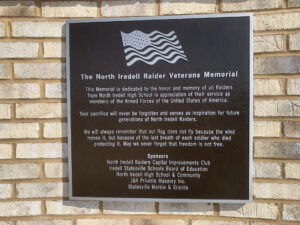 The North Iredell Raider Veterans Memorial
This Memorial is dedicated to the honor and memory of all Raiders
from North Iredell High School in appreciation of their service as
members of the Armed Forces of the United States of America.
Your sacrifice will never be forgotten and serves as inspiration for future
generations of North Iredell Raiders.
We will always remember that our flag does not fly because the wind
moves it, but because of the last breath of each soldier who died
protecting it. May we never forget that freedom is not free.
Sponsors
North Iredell Raiders Capital Improvements Club
Iredell Statesville Schools Board of Education
North Iredell High School & Community
J&K Privette Masonry Inc.
Statesville Marble & Granite